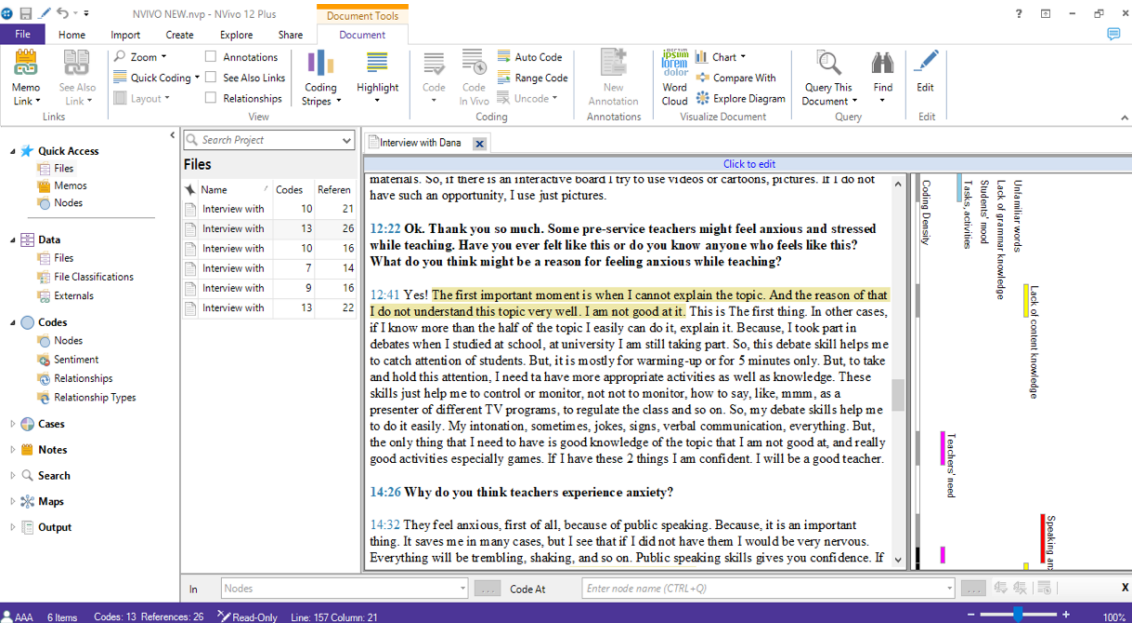 NVIVO NEW.nvp - NVivo 12 Plus
Document Tools
File Home Import Create Explore Share Document
Memo Link
See Also Link
Zoom
Quick Coding
Layout
Annotations
See Also Links
Relationships
Coding Stripes
Highlight
Code
Code In Vivo
Auto Code
Range Code
Uncode
New Annotation
Word Cloud
Chart
Compare With
Explore Diagram
Query This Document
Find
Edit
Links View Coding Annotations Visualize Document Query Edit
Quick Access
Files
Memos
Nodes
Data
Files
File Classifications
Externals
Codes
Nodes
Sentiment
Relationships
Relationship Types
Cases
Notes
Search
Maps
Output
Search Project
Files
Name Codes Referen
Interview with 10 21
Interview with 13 26
Interview with 10 16
Interview with 7 14
Interview with 9 16
Interview with 13 22
Interview with Dana
Click to edit
materials. So, if there is an interactive board I try to use videos or cartoons, pictures. If I do not
have such an opportunity, I use just pictures.
12:22 Ok. Thank you so much. Some pre-service teachers might feel anxious and stressed
while teaching. Have you ever felt like this or do you know anyone who feels like this?
What do you think might be a reason for feeling anxious while teaching?
12:41 Yes! The first important moment is when I cannot explain the topic. And the reason of that
I do not understand this topic very well. I am not good at it. This is The first thing. In other cases,
if I know more than the half of the topic I easily can do it, explain it. Because, I took part in
debates when I studied at school, at university I am still taking part. So, this debate skill helps me
to catch attention of students. But, it is mostly for warming-up or for 5 minutes only. But, to take
and hold this attention, I need ta have more appropriate activities as well as knowledge. These
skills just help me to control or monitor, not not to monitor, how to say, like, mmm, as a
presenter of different TV programs, to regulate the class and so on. So, my debate skills help me
to do it easily. My intonation, sometimes, jokes, signs, verbal communication, everything. But,
the only thing that I need to have is good knowledge of the topic that I am not good at, and really
good activities especially games. If I have these 2 things I am confident. I will be a good teacher.
14:26 Why do you think teachers experience anxiety?
14:32 They feel anxious, first of all, because of public speaking. Because, it is an important
thing. It saves me in many cases, but I see that if I did not have them I would be very nervous.
Everything will be trembling, shaking, and so on. Public speaking skills gives you confidence. If
Coding Density
Tasks, activities
Students' mood
Lack of grammar knowledge
Unfamiliar words
Lack of content knowledge
Teachers' need
Speaking anx
In Nodes ... Code At Enter node name (CTRL+Q) ... X
AAA 6 Items Codes: 13 References: 26 Read-Only Line: 157 Column: 21 100%